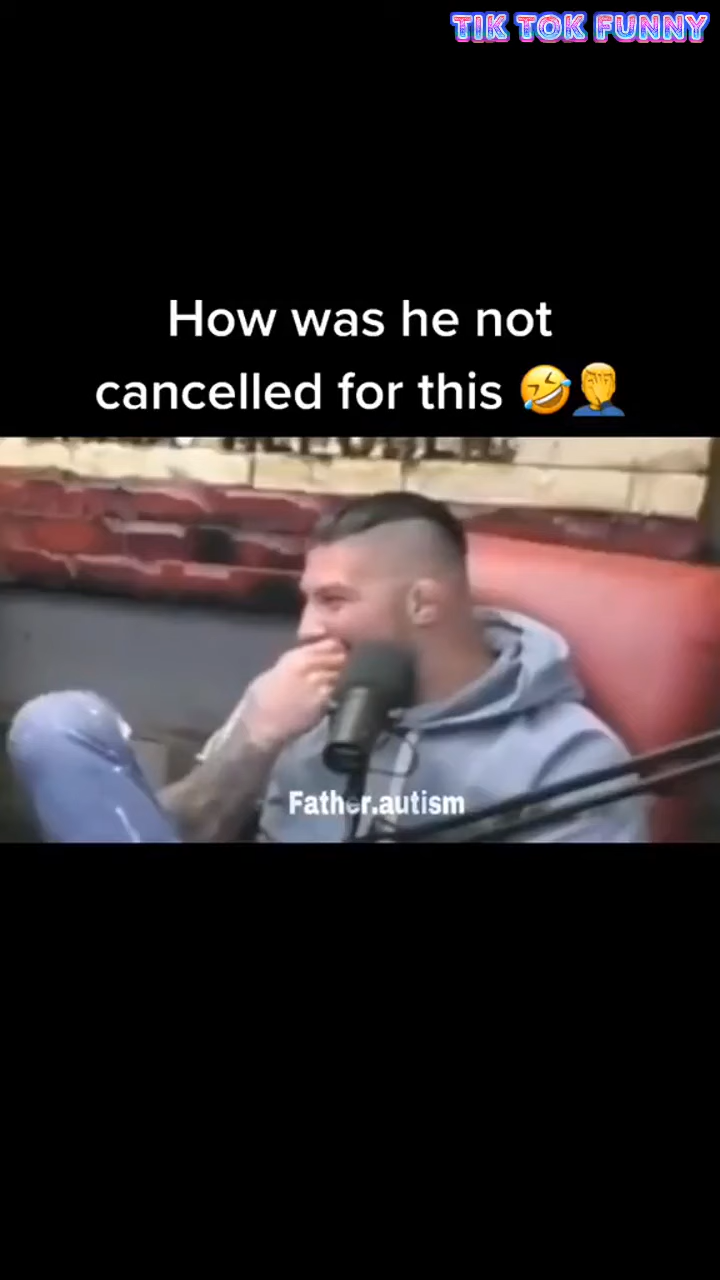 TIK TOK FUNNY
How was he not
cancelled for this 🤣🤦‍♂️
Father.autism